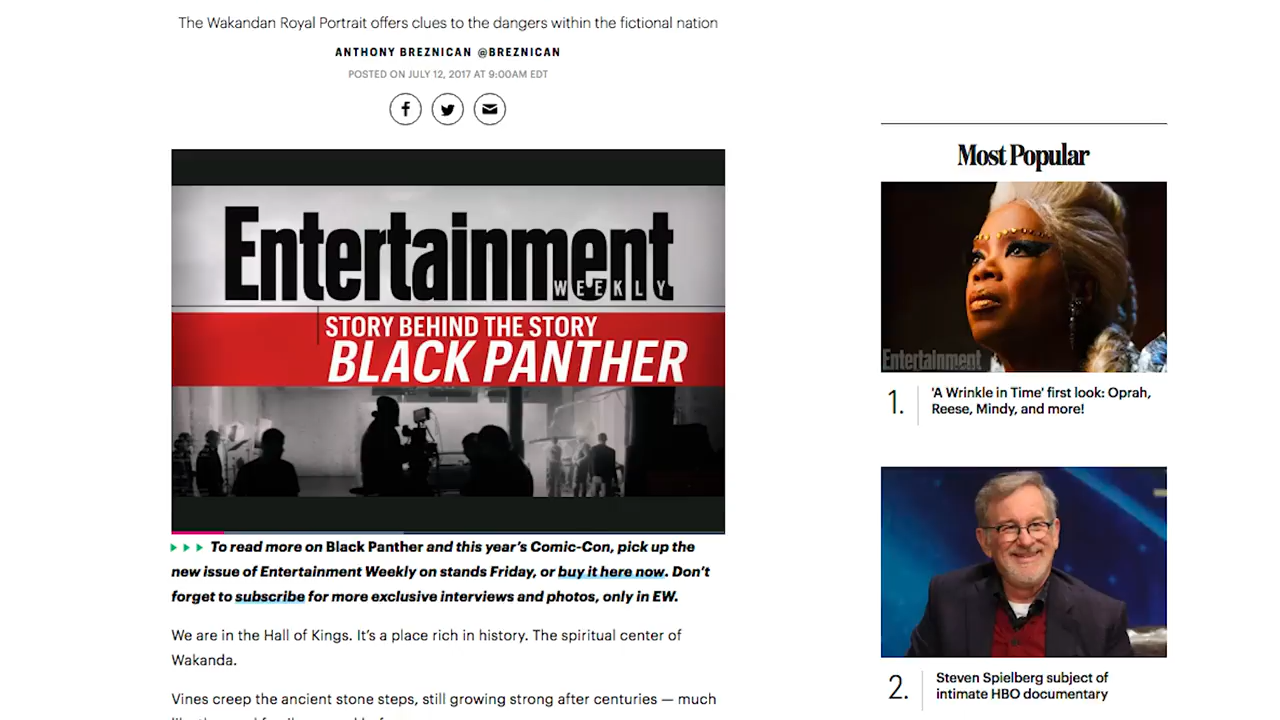 The Wakandan Royal Portrait offers clues to the dangers within the fictional nation
ANTHONY BREZNICAN @BREZNICAN
POSTED ON JULY 12, 2017 AT 9:00AM EDT
Entertainment
WEEKLY
STORY BEHIND THE STORY
BLACK PANTHER
To read more on Black Panther and this year's Comic-Con, pick up the
new issue of Entertainment Weekly on stands Friday, or buy it here now. Don't
forget to subscribe for more exclusive interviews and photos, only in EW.
We are in the Hall of Kings. It's a place rich in history. The spiritual center of
Wakanda.
Vines creep the ancient stone steps, still growing strong after centuries — much
Most Popular
Entertainment
1. 'A Wrinkle in Time' first look: Oprah,
Reese, Mindy, and more!
2. Steven Spielberg subject of
intimate HBO documentary